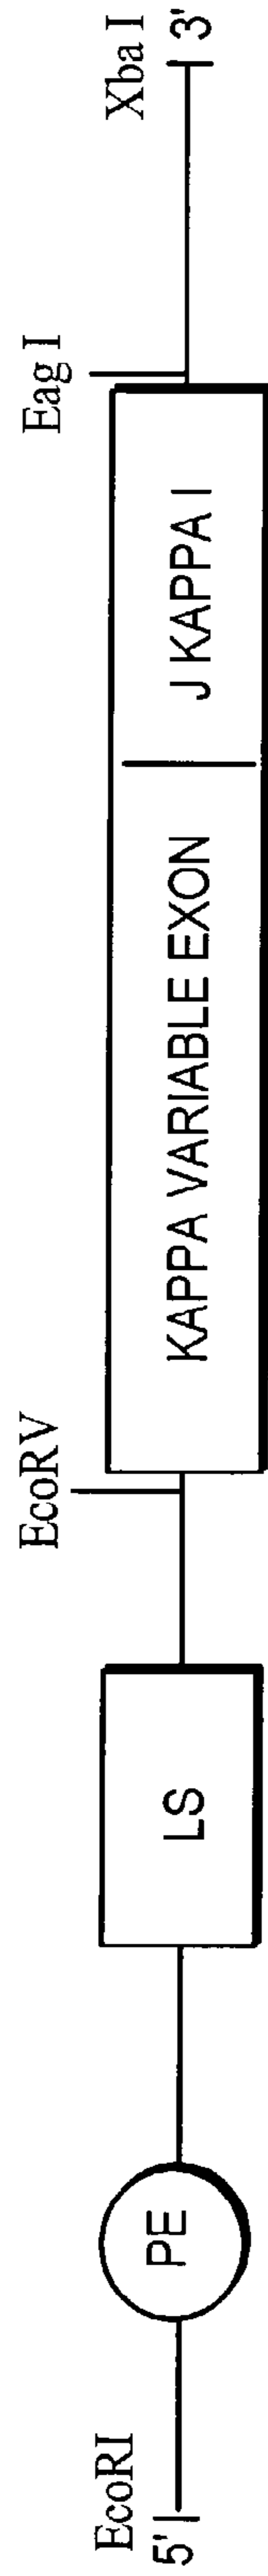 EcoRI
5'
PE
LS
EcoRV
KAPPA VARIABLE EXON
J KAPPA I
Eag I
Xba I
3'